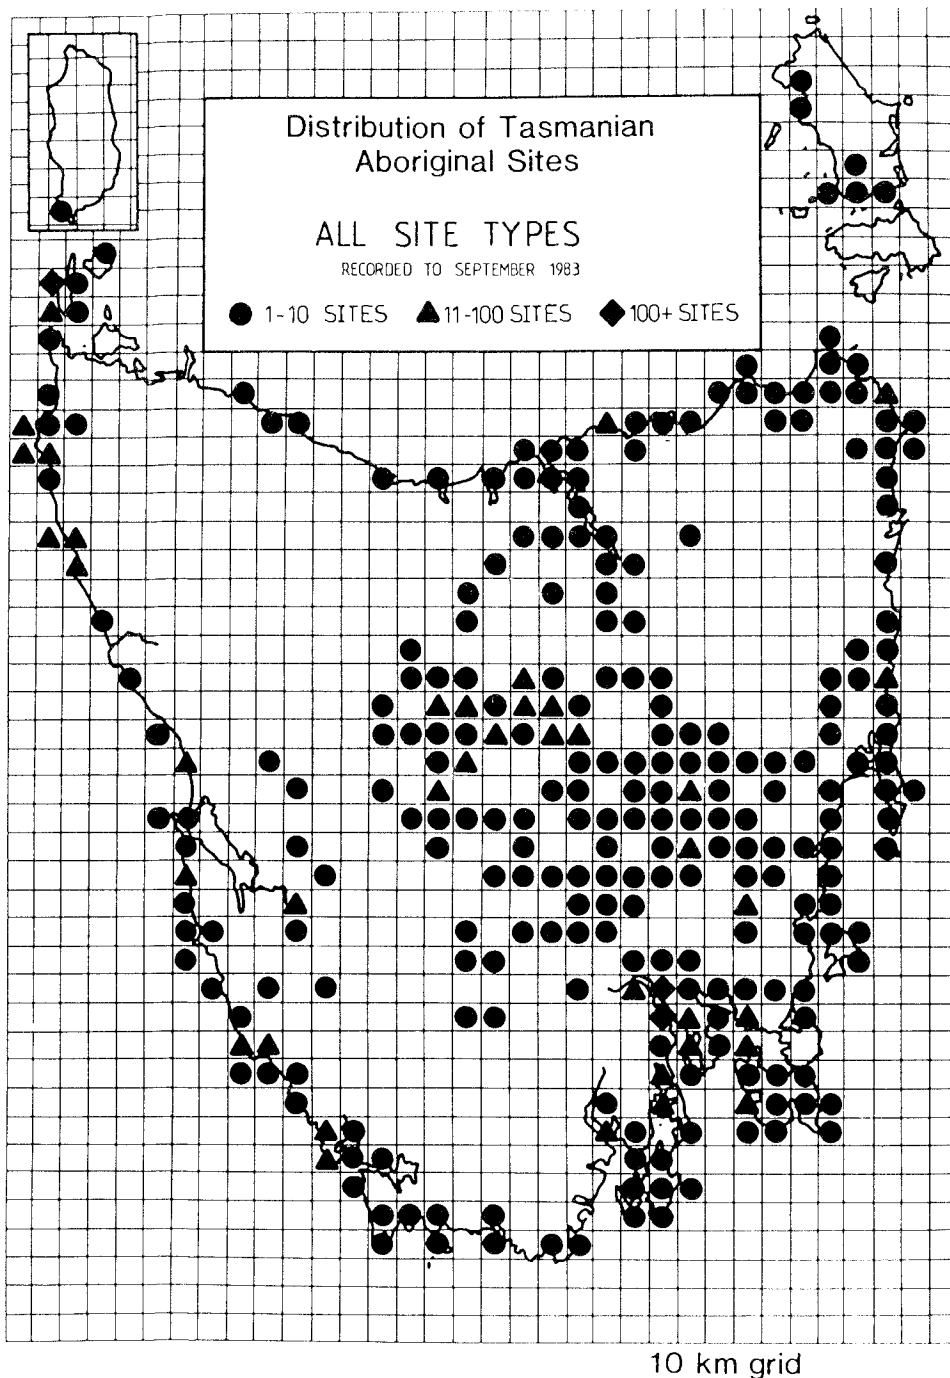 Distribution of Tasmanian
Aboriginal Sites
ALL SITE TYPES
RECORDED TO SEPTEMBER 1983
1-10 SITES 11-100 SITES 100+ SITES
10 km grid